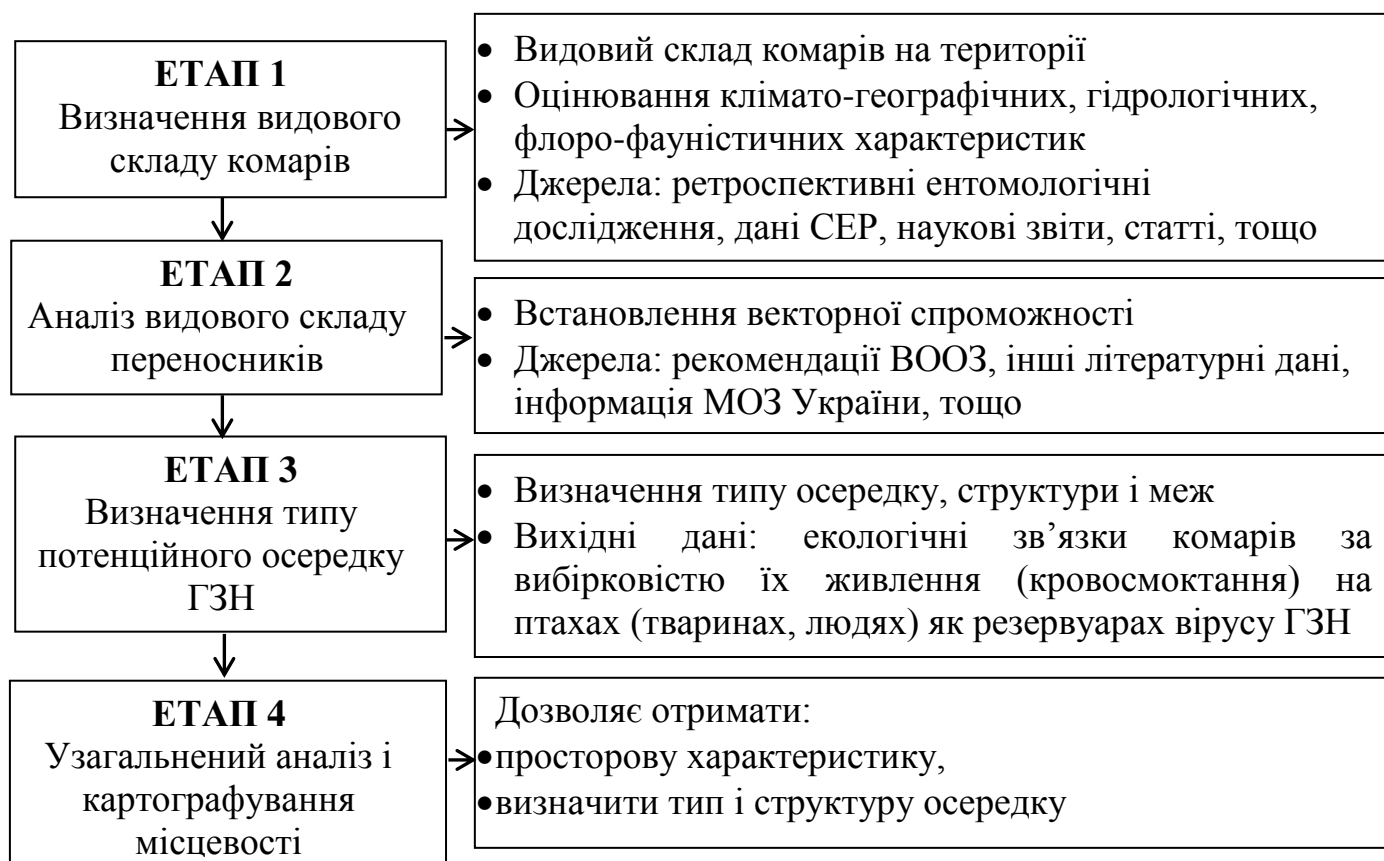 ЕТАП 1
Визначення видового
складу комарів
• Видовий склад комарів на території
• Оцінювання клімато-географічних, гідрологічних,
флоро-фауністичних характеристик
• Джерела: ретроспективні ентомологічні
дослідження, дані СЕР, наукові звіти, статті, тощо
ЕТАП 2
Аналіз видового складу
переносників
• Встановлення векторної спроможності
• Джерела: рекомендації ВООЗ, інші літературні дані,
інформація МОЗ України, тощо
ЕТАП 3
Визначення типу
потенційного осередку
ГЗН
• Визначення типу осередку, структури і меж
• Вихідні дані: екологічні зв’язки комарів за
вибірковістю їх живлення (кровосмоктання) на
птахах (тваринах, людях) як резервуарах вірусу ГЗН
ЕТАП 4
Узагальнений аналіз і
картографування
місцевості
Дозволяє отримати:
•просторову характеристику,
•визначити тип і структуру осередку